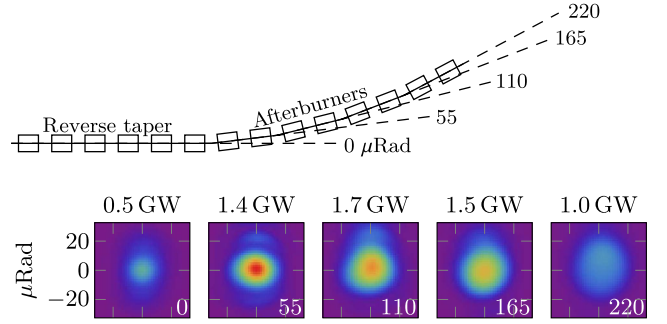 220
165
110
55
0 μRad
Afterburners
Reverse taper
0.5 GW 1.4 GW 1.7 GW 1.5 GW 1.0 GW
μRad
20
0
−20
0 55 110 165 220